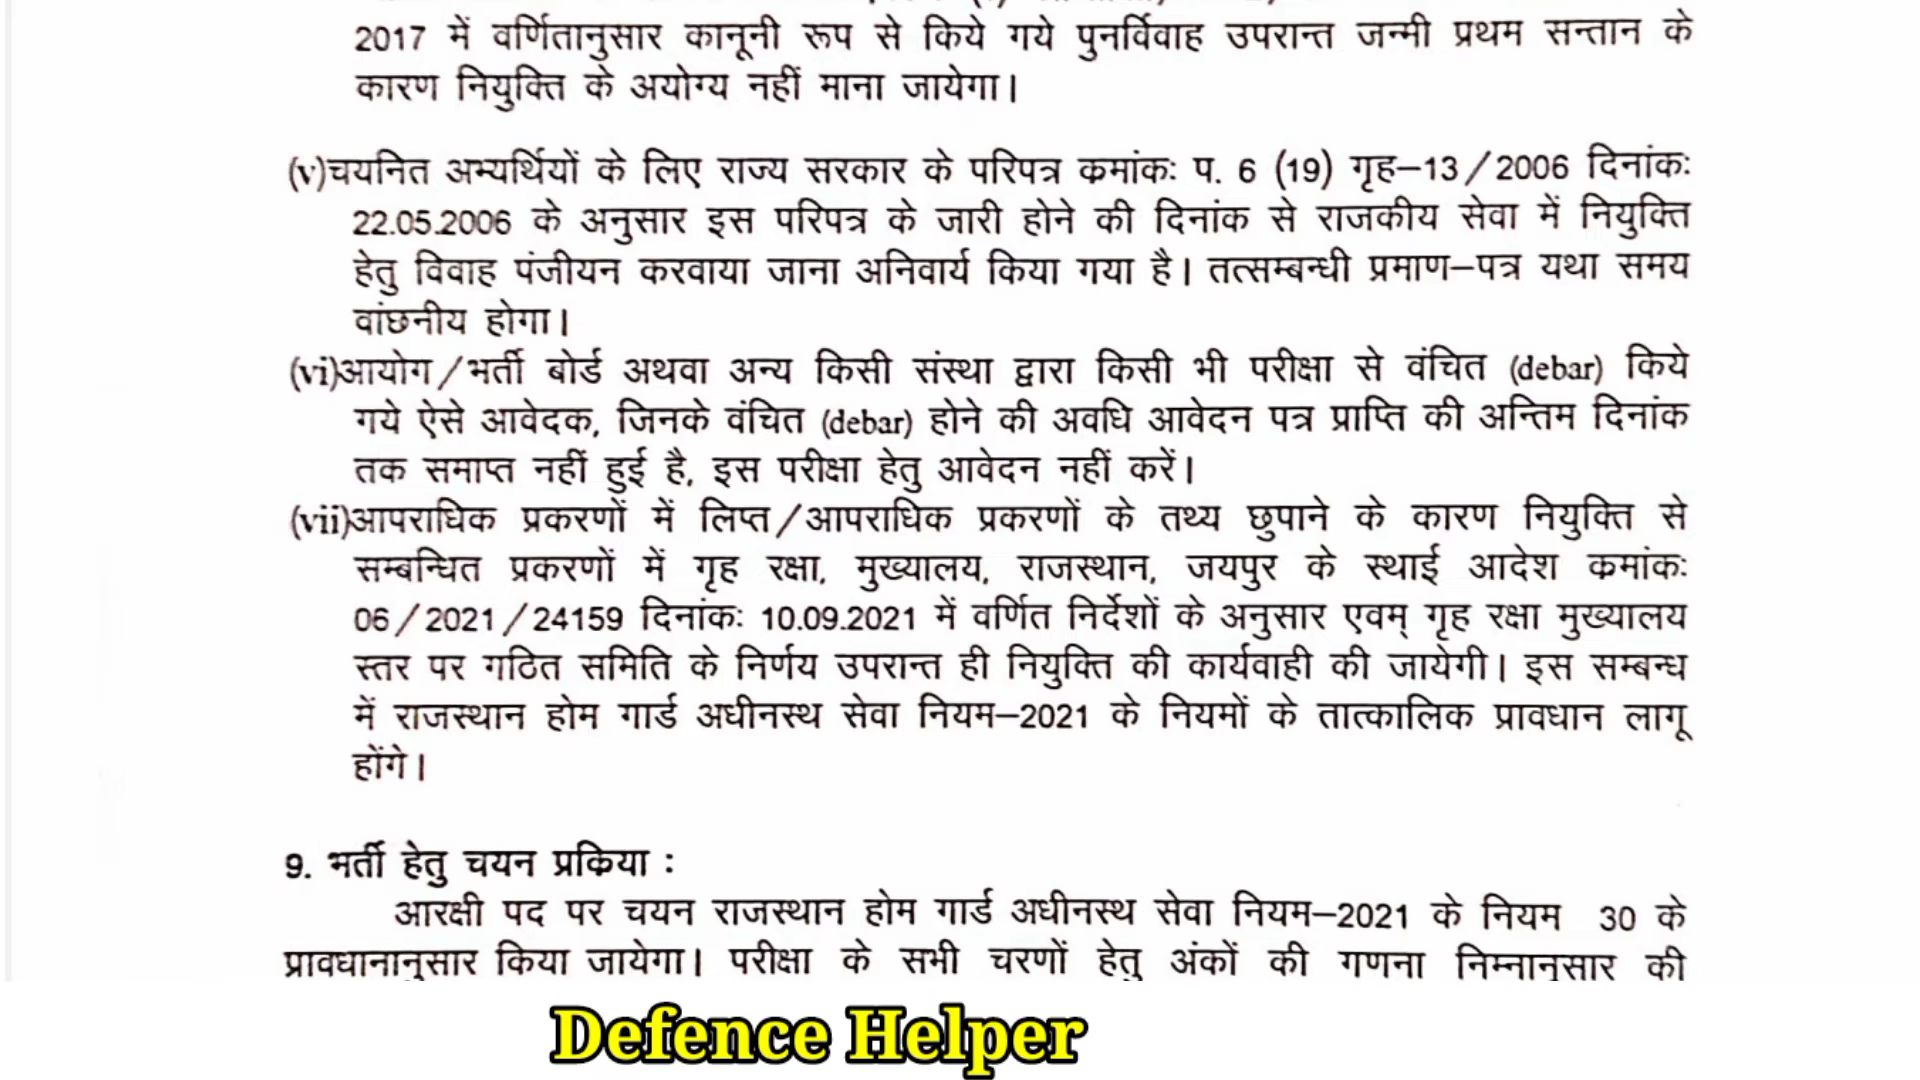 2017 में वर्णितानुसार कानूनी रूप से किये गये पुनर्विवाह उपरान्त जन्मी प्रथम सन्तान के
कारण नियुक्ति के अयोग्य नहीं माना जायेगा।
(v)चयनित अभ्यर्थियों के लिए राज्य सरकार के परिपत्र कमांकः प. 6 (19) गृह–13/2006 दिनांकः
22.05.2006 के अनुसार इस परिपत्र के जारी होने की दिनांक से राजकीय सेवा में नियुक्ति
हेतु विवाह पंजीयन करवाया जाना अनिवार्य किया गया है। तत्सम्बन्धी प्रमाण–पत्र यथा समय
वांछनीय होगा।
(vi)आयोग/भर्ती बोर्ड अथवा अन्य किसी संस्था द्वारा किसी भी परीक्षा से वंचित (debar) किये
गये ऐसे आवेदक, जिनके वंचित (debar) होने की अवधि आवेदन पत्र प्राप्ति की अन्तिम दिनांक
तक समाप्त नहीं हुई है, इस परीक्षा हेतु आवेदन नहीं करें।
(vii)आपराधिक प्रकरणों में लिप्त/आपराधिक प्रकरणों के तथ्य छुपाने के कारण नियुक्ति से
सम्बन्धित प्रकरणों में गृह रक्षा, मुख्यालय, राजस्थान, जयपुर के स्थाई आदेश कमांकः
06/2021/24159 दिनांकः 10.09.2021 में वर्णित निर्देशों के अनुसार एवम् गृह रक्षा मुख्यालय
स्तर पर गठित समिति के निर्णय उपरान्त ही नियुक्ति की कार्यवाही की जायेगी। इस सम्बन्ध
में राजस्थान होम गार्ड अधीनस्थ सेवा नियम–2021 के नियमों के तात्कालिक प्रावधान लागू
होंगे।
9. भर्ती हेतु चयन प्रकिया :
आरक्षी पद पर चयन राजस्थान होम गार्ड अधीनस्थ सेवा नियम–2021 के नियम 30 के
प्रावधानानुसार किया जायेगा। परीक्षा के सभी चरणों हेतु अंकों की गणना निम्नानुसार की
Defence Helper